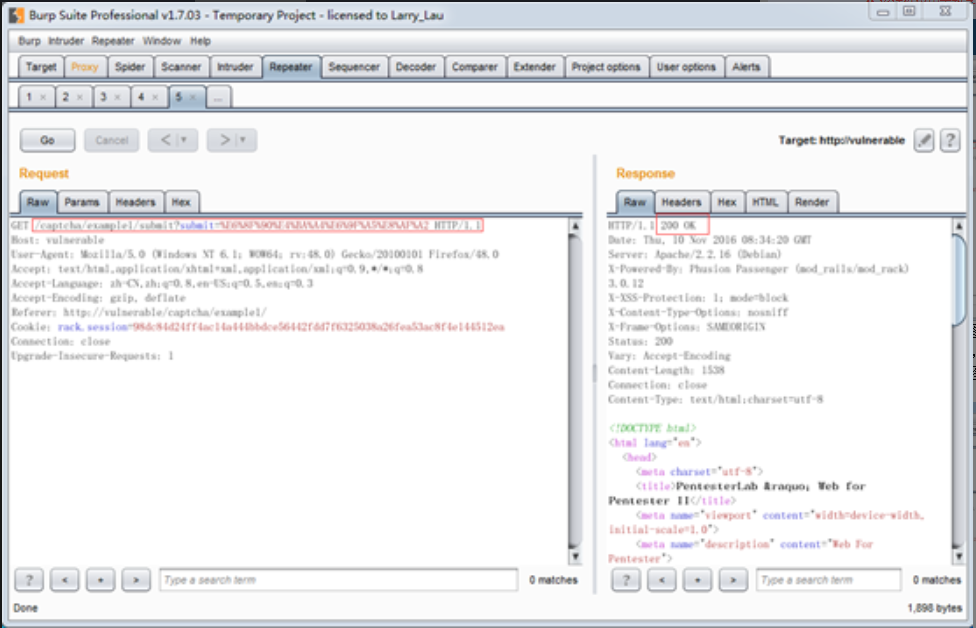 Burp Suite Professional v1.7.03 - Temporary Project - licensed to Larry_Lau
Burp Intruder Repeater Window Help
Target Proxy Spider Scanner Intruder Repeater Sequencer Decoder Comparer Extender Project options User options Alerts
1 × 2 × 3 × 4 × 5 × ...
Go Cancel < ▼ > ▼ Target: http://vulnerable ?
Request
Raw Params Headers Hex
GET /captcha/example1/submit?submit=%E6%8F%90%E4%BA%A4%E6%9F%A5%E8%AF%A2 HTTP/1.1
Host: vulnerable
User-Agent: Mozilla/5.0 (Windows NT 6.1; WOW64; rv:48.0) Gecko/20100101 Firefox/48.0
Accept: text/html,application/xhtml+xml,application/xml;q=0.9,*/*;q=0.8
Accept-Language: zh-CN,zh;q=0.8,en-US;q=0.5,en;q=0.3
Accept-Encoding: gzip, deflate
Referer: http://vulnerable/captcha/example1/
Cookie: rack.session=98dc84d24ff4ac14a444bbdce56442fdd7f6325038a26fea53ac8f4e144512ea
Connection: close
Upgrade-Insecure-Requests: 1
? < + > Type a search term 0 matches
Response
Raw Headers Hex HTML Render
HTTP/1.1 200 OK
Date: Thu, 10 Nov 2016 08:34:20 GMT
Server: Apache/2.2.16 (Debian)
X-Powered-By: Phusion Passenger (mod_rails/mod_rack)
3.0.12
X-XSS-Protection: 1; mode=block
X-Content-Type-Options: nosniff
X-Frame-Options: SAMEORIGIN
Status: 200
Vary: Accept-Encoding
Content-Length: 1538
Connection: close
Content-Type: text/html;charset=utf-8
<!DOCTYPE html>
<html lang="en">
<head>
<meta charset="utf-8">
<title>PentesterLab &raquo; Web for
Pentester II</title>
<meta name="viewport" content="width=device-width,
initial-scale=1.0">
<meta name="description" content="Web For
Pentester">
? < + > Type a search term 0 matches
Done 1,898 bytes